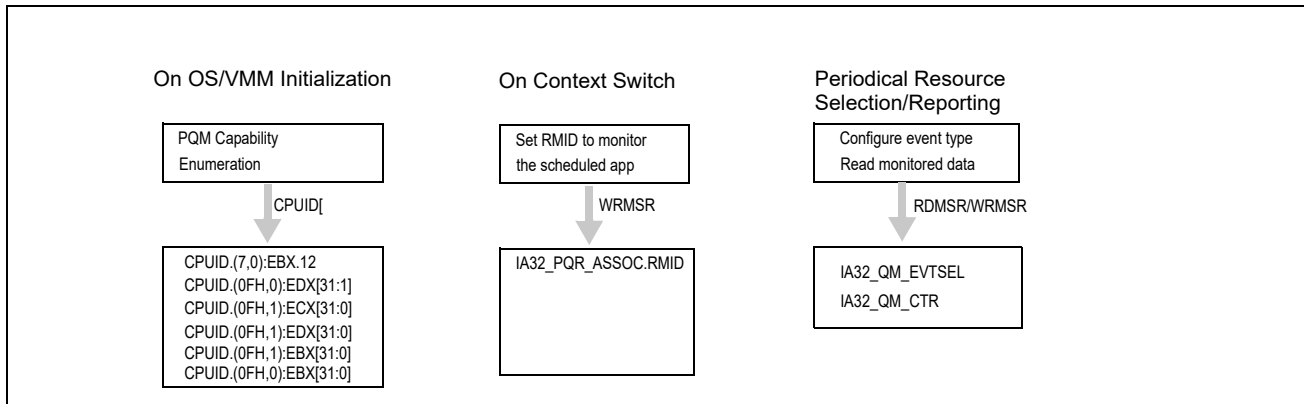 On OS/VMM Initialization
PQM Capability
Enumeration
CPUID[
CPUID.(7,0):EBX.12
CPUID.(0FH,0):EDX[31:1]
CPUID.(0FH,1):ECX[31:0]
CPUID.(0FH,1):EDX[31:0]
CPUID.(0FH,1):EBX[31:0]
CPUID.(0FH,0):EBX[31:0]
On Context Switch
Set RMID to monitor
the scheduled app
WRMSR
IA32_PQR_ASSOC.RMID
Periodical Resource
Selection/Reporting
Configure event type
Read monitored data
RDMSR/WRMSR
IA32_QM_EVTSEL
IA32_QM_CTR